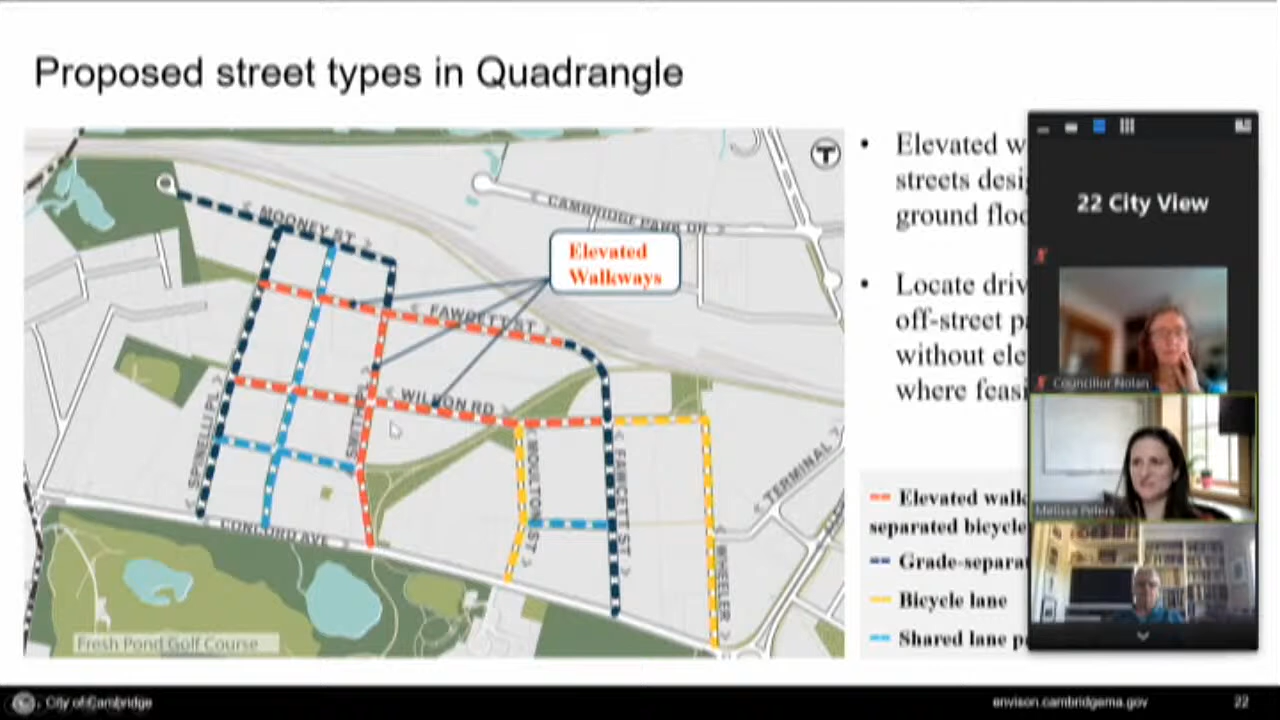 Proposed street types in Quadrangle
Elevated
Walkways
MOONEY ST
CAMBRIDGE PARK DR
FAWCETT ST
WILSON RD
SPINELLI PL
SMITH PL
MOULTON ST
FAWCETT ST
TERMINAL
WHEELER
CONCORD AVE
Fresh Pond Golf Course
T
• Elevated w
streets desi
ground floo
• Locate driv
off-street p
without ele
where feasi
Elevated walk
separated bicycle
Grade-separa
Bicycle lane
Shared lane p
22 City View
Councillor Nolan
Melissa Peters
City of Cambridge
envison.cambridgema.gov
22